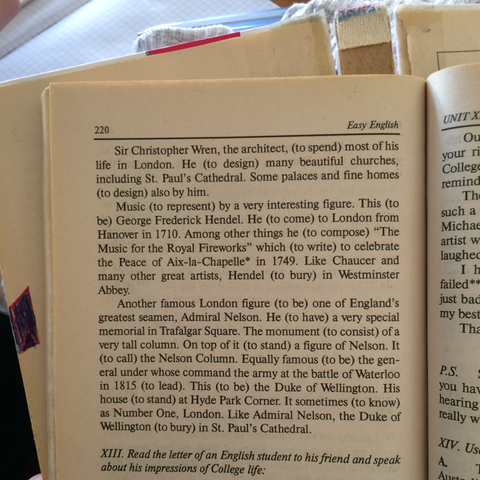 220
Easy English
Sir Christopher Wren, the architect, (to spend) most of his
life in London. He (to design) many beautiful churches,
including St. Paul's Cathedral. Some palaces and fine homes
(to design) also by him.
Music (to represent) by a very interesting figure. This (to
be) George Frederick Hendel. He (to come) to London from
Hanover in 1710. Among other things he (to compose) “The
Music for the Royal Fireworks” which (to write) to celebrate
the Peace of Aix-la-Chapelle* in 1749. Like Chaucer and
many other great artists, Hendel (to bury) in Westminster
Abbey.
Another famous London figure (to be) one of England's
greatest seamen, Admiral Nelson. He (to have) a very special
memorial in Trafalgar Square. The monument (to consist) of a
very tall column. On top of it (to stand) a figure of Nelson. It
(to call) the Nelson Column. Equally famous (to be) the gen-
eral under whose command the army at the battle of Waterloo
in 1815 (to lead). This (to be) the Duke of Wellington. His
house (to stand) at Hyde Park Corner. It sometimes (to know)
as Number One, London. Like Admiral Nelson, the Duke of
Wellington (to bury) in St. Paul's Cathedral.
XIII. Read the letter of an English student to his friend and speak
about his impressions of College life:
UNIT
Ou
your ri
College
remind
The
such a
Michae
artist w
laughed
I h
failed**
just bad
my best
Tha
P.S.
you hav
hearing
really w
XIV. Use
A.